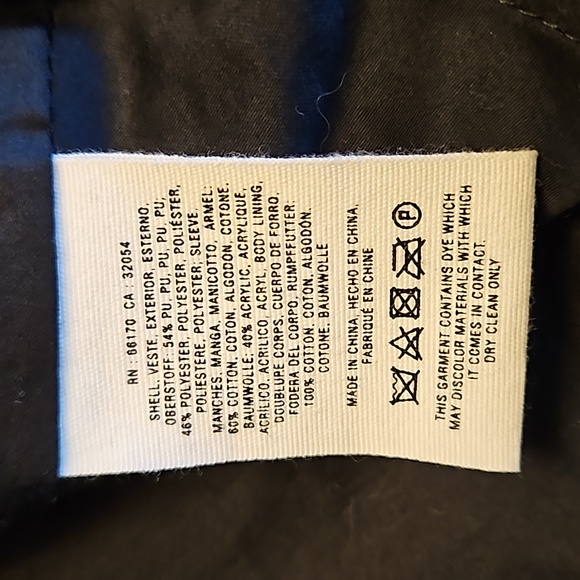 RN : 66170 CA : 32054
SHELL, VESTE, EXTERIOR, ESTERNO,
OBERSTOFF: 54% PU, PU, PU, PU, PU,
46% POLYESTER, POLYESTER, POLIÉSTER,
POLIESTERE, POLYESTER, SLEEVE,
MANCHES, MANGA, MANICOTTO, ARMEL:
60% COTTON, COTON, ALGODON, COTONE,
BAUMWOLLE; 40% ACRYLIC, ACRYLIQUE,
ACRILICO, ACRILICO, ACRYL, BODY LINING,
DOUBLURE CORPS, CUERPO DE FORRO,
FODERA DEL CORPO, RUMPFFUTTER:
100% COTTON, COTON, ALGODÓN,
COTONE, BAUMWOLLE
MADE IN CHINA, HECHO EN CHINA,
FABRIQUÉ EN CHINE
P
THIS GARMENT CONTAINS DYE WHICH
MAY DISCOLOR MATERIALS WITH WHICH
IT COMES IN CONTACT.
DRY CLEAN ONLY